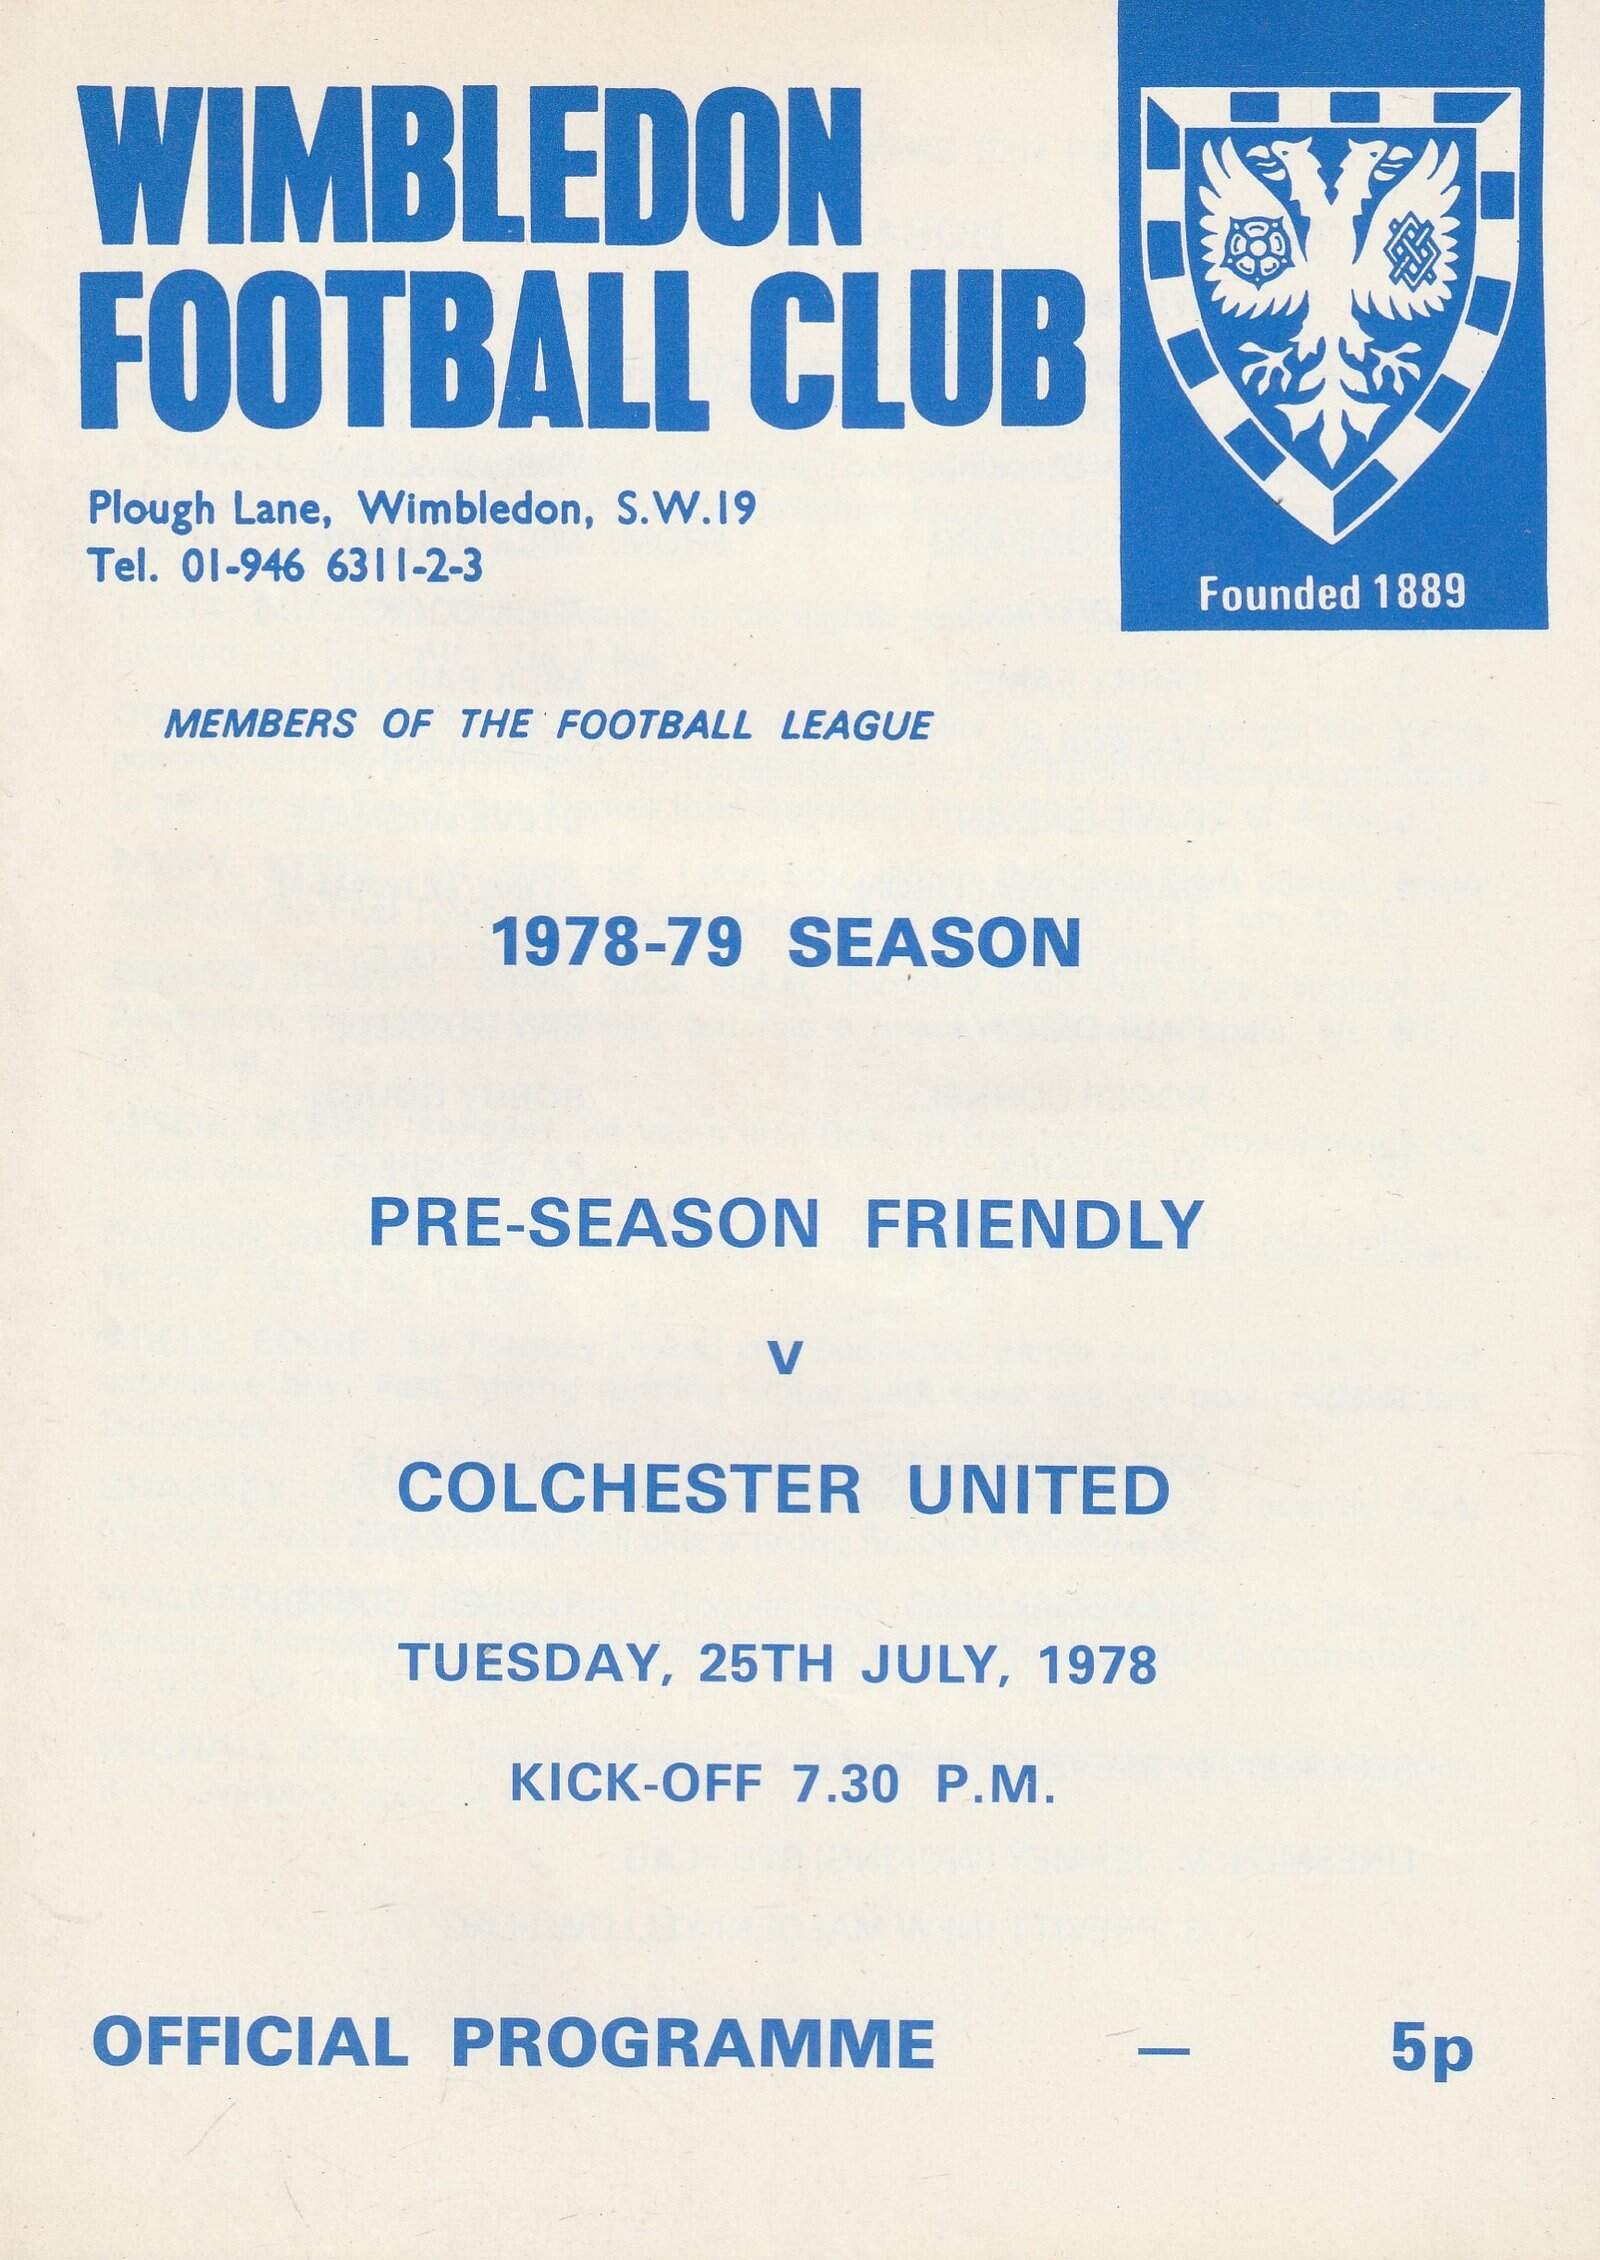 WIMBLEDON
FOOTBALL CLUB
Plough Lane, Wimbledon, S.W.19
Tel. 01-946 6311-2-3
Founded 1889
MEMBERS OF THE FOOTBALL LEAGUE
1978-79 SEASON
PRE-SEASON FRIENDLY
v
COLCHESTER UNITED
TUESDAY, 25TH JULY, 1978
KICK-OFF 7.30 P.M.
OFFICIAL PROGRAMME — 5p